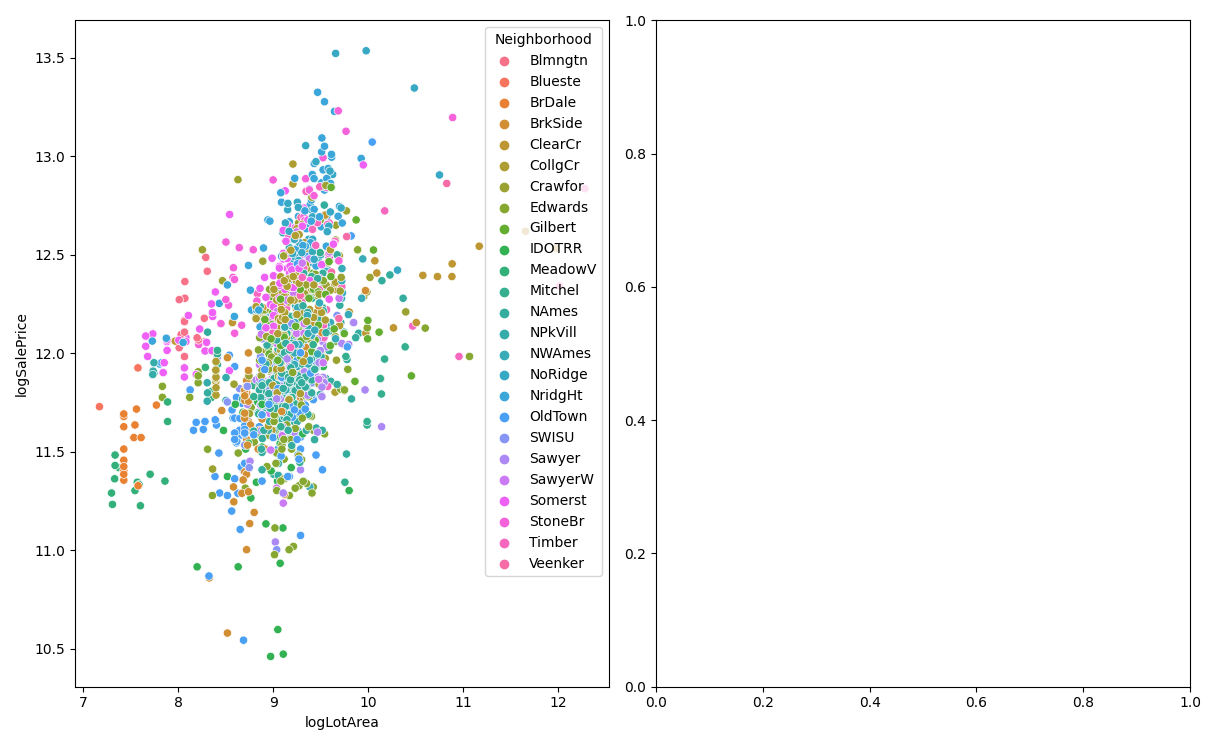 13.5
13.0
12.5
12.0
11.5
11.0
10.5
logSalePrice
7 8 9 10 11 12
logLotArea
Neighborhood
Blmngtn
Blueste
BrDale
BrkSide
ClearCr
CollgCr
Crawfor
Edwards
Gilbert
IDOTRR
MeadowV
Mitchel
NAmes
NPkVill
NWAmes
NoRidge
NridgHt
OldTown
SWISU
Sawyer
SawyerW
Somerst
StoneBr
Timber
Veenker
1.0
0.8
0.6
0.4
0.2
0.0
0.0 0.2 0.4 0.6 0.8 1.0